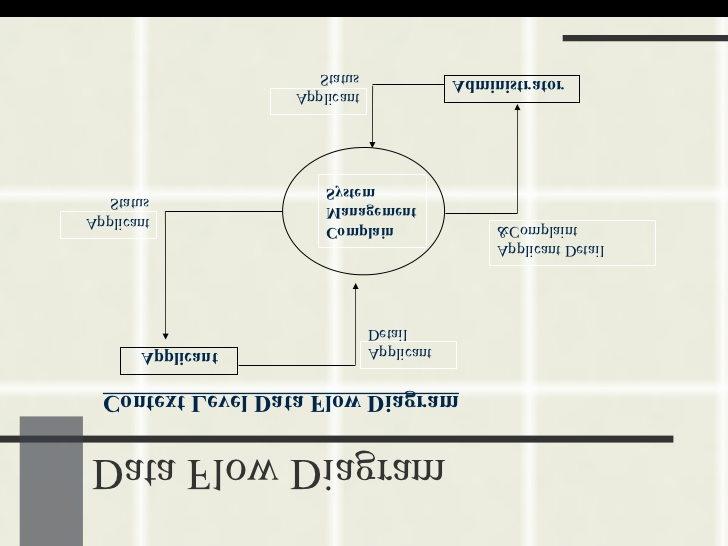 Data Flow Diagram
Context Level Data Flow Diagram
Applicant
Applicant
Detail
Applicant
Status
Complain
Management
System
Applicant Detail
&Complaint
Applicant
Status
Administrator